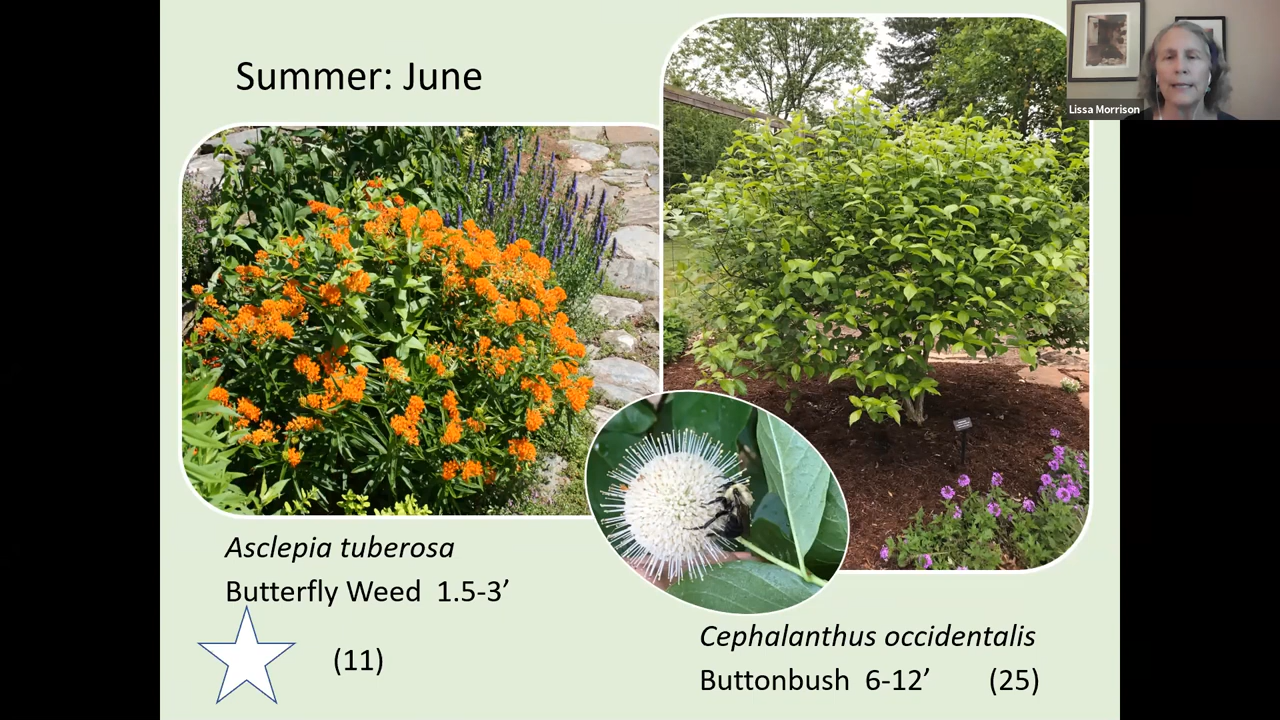 Summer: June
Lissa Morrison
Asclepia tuberosa
Butterfly Weed 1.5-3’
(11)
Cephalanthus occidentalis
Buttonbush 6-12’ (25)